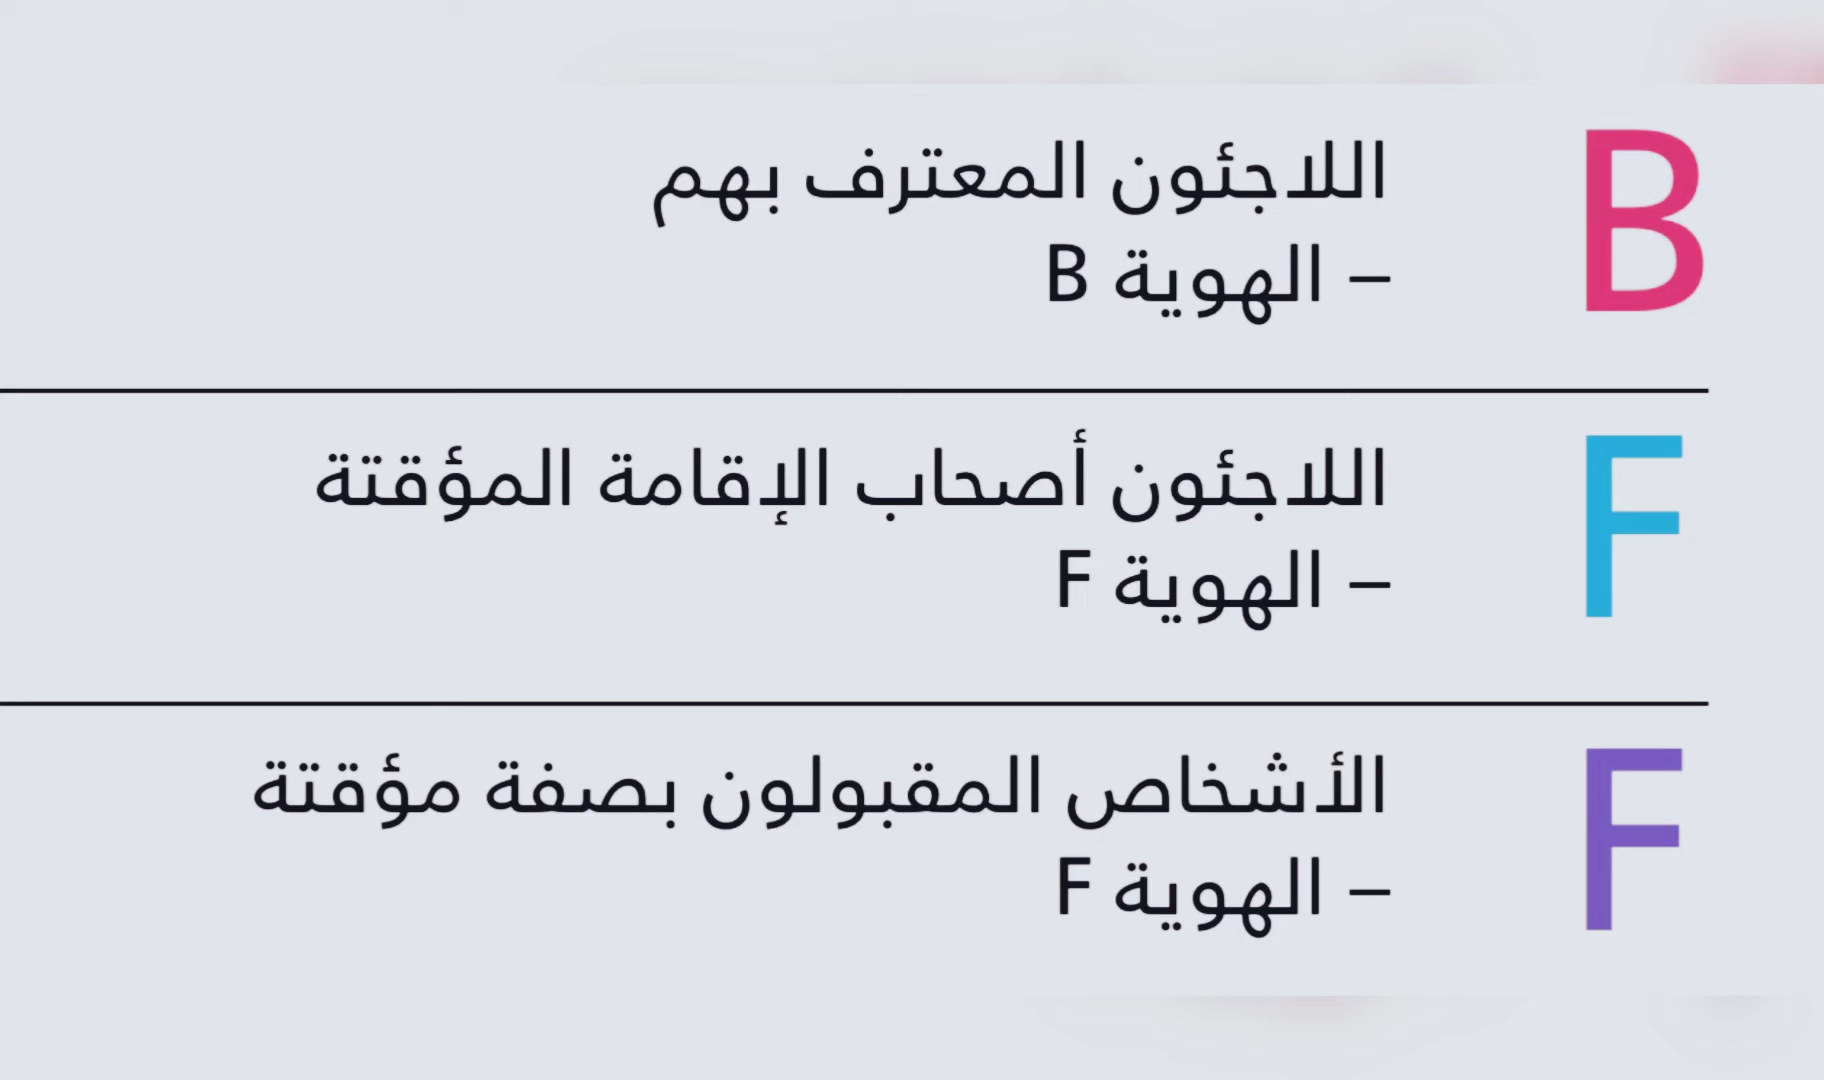 B
اللاجئون المعترف بهم
– الهوية B
F
اللاجئون أصحاب الإقامة المؤقتة
– الهوية F
F
الأشخاص المقبولون بصفة مؤقتة
– الهوية F